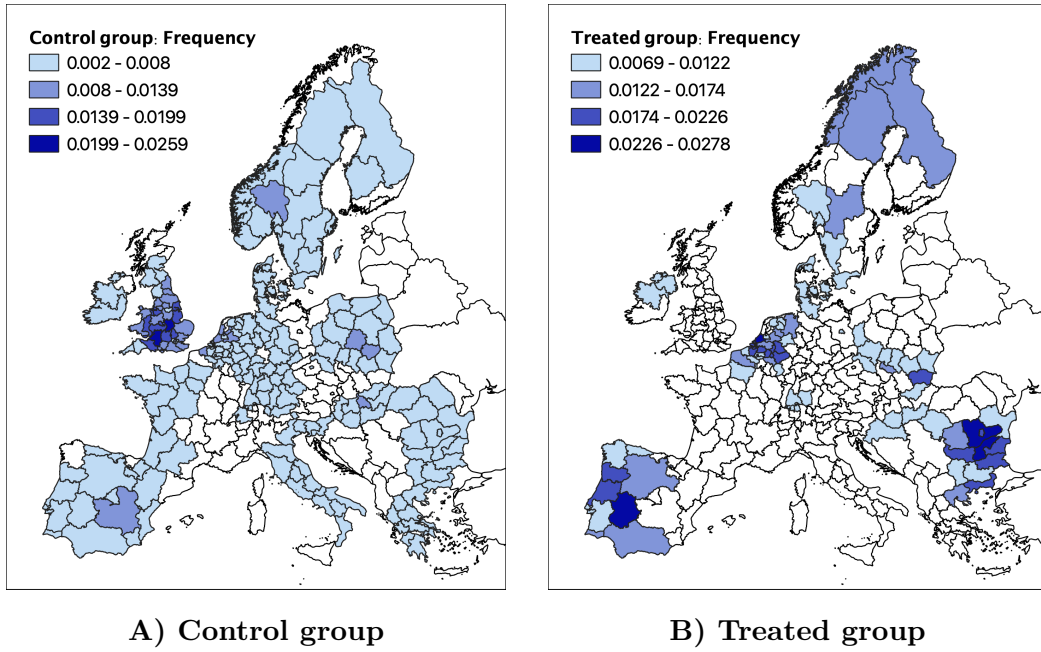 Control group: Frequency
0.002 - 0.008
0.008 - 0.0139
0.0139 - 0.0199
0.0199 - 0.0259
Treated group: Frequency
0.0069 - 0.0122
0.0122 - 0.0174
0.0174 - 0.0226
0.0226 - 0.0278
A) Control group
B) Treated group